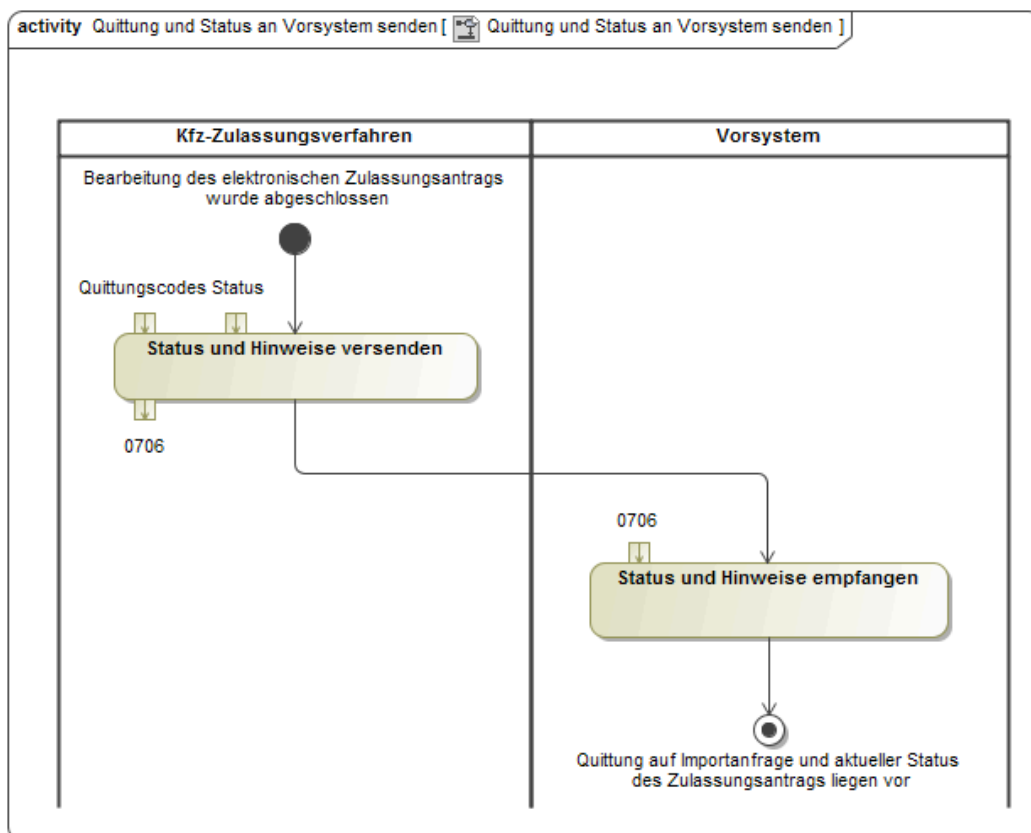 activity Quittung und Status an Vorsystem senden [ Quittung und Status an Vorsystem senden ]
Kfz-Zulassungsverfahren
Vorsystem
Bearbeitung des elektronischen Zulassungsantrags
wurde abgeschlossen
Quittungscodes Status
Status und Hinweise versenden
0706
0706
Status und Hinweise empfangen
Quittung auf Importanfrage und aktueller Status
des Zulassungsantrags liegen vor